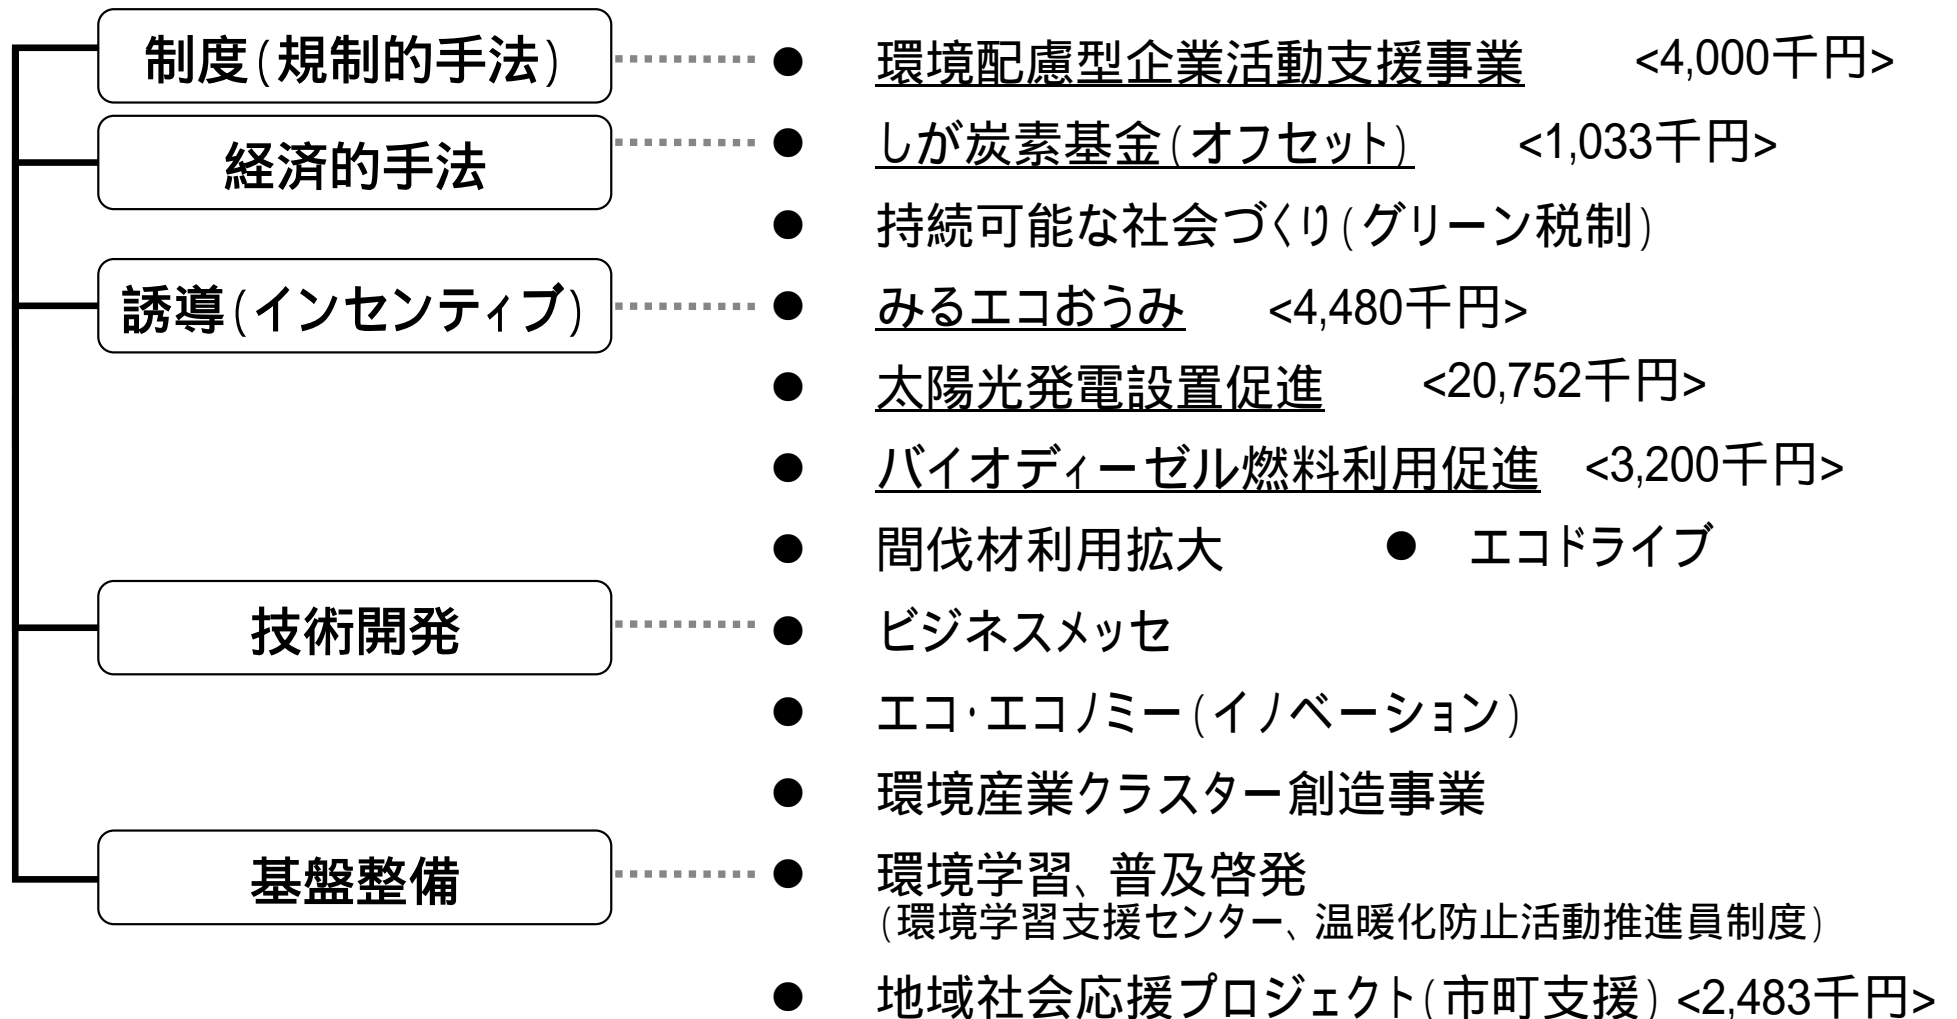 制度(規制的手法)
● 環境配慮型企業活動支援事業 <4,000千円>
経済的手法
● しが炭素基金(オフセット) <1,033千円>
● 持続可能な社会づくり(グリーン税制)
誘導(インセンティブ)
● みるエコおうみ <4,480千円>
● 太陽光発電設置促進 <20,752千円>
● バイオディーゼル燃料利用促進 <3,200千円>
● 間伐材利用拡大 ● エコドライブ
技術開発
● ビジネスメッセ
● エコ・エコノミー(イノベーション)
● 環境産業クラスター創造事業
基盤整備
● 環境学習、普及啓発
(環境学習支援センター、温暖化防止活動推進員制度)
● 地域社会応援プロジェクト(市町支援) <2,483千円>